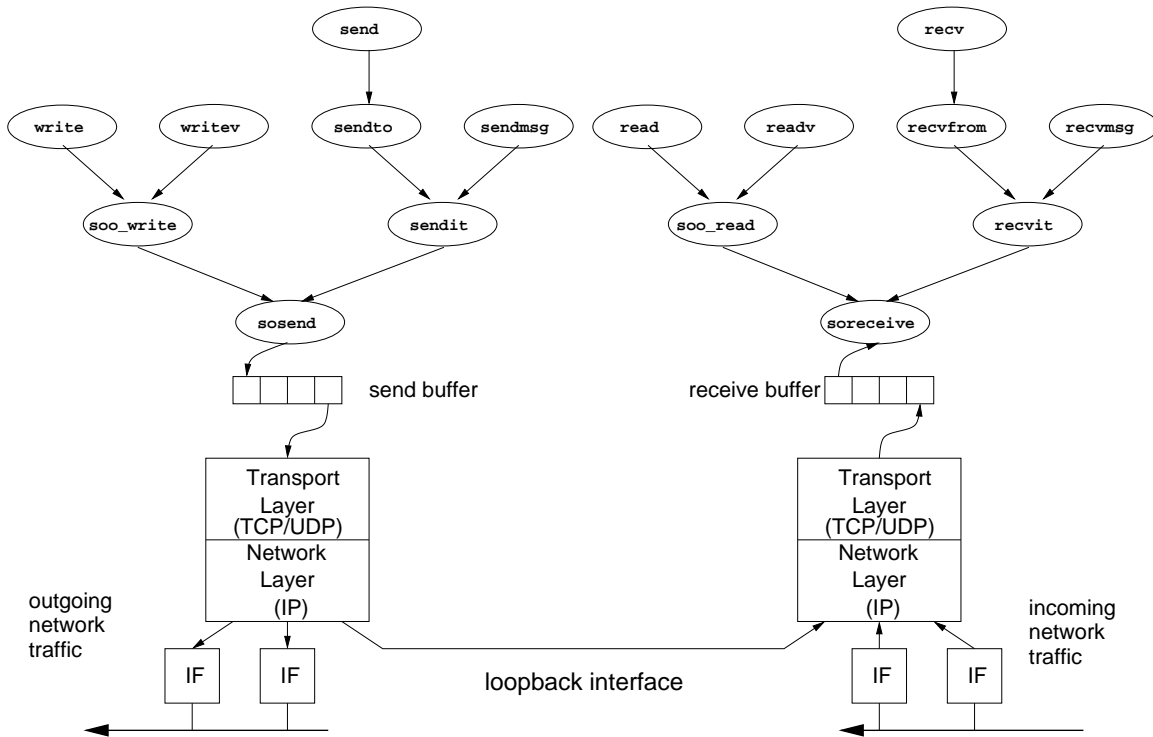 send
recv
write
writev
sendto
sendmsg
read
readv
recvfrom
recvmsg
soo_write
sendit
soo_read
recvit
sosend
soreceive
send buffer
receive buffer
Transport
Layer
(TCP/UDP)
Network
Layer
(IP)
Transport
Layer
(TCP/UDP)
Network
Layer
(IP)
outgoing
network
traffic
incoming
network
traffic
IF
IF
loopback interface
IF
IF